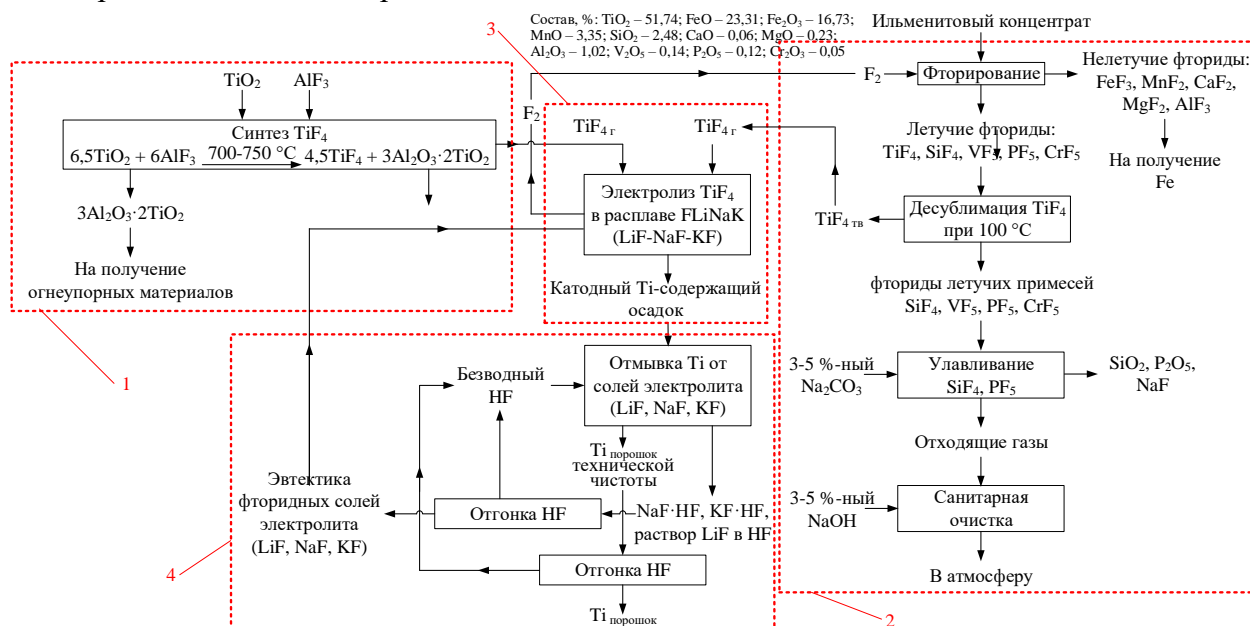 Состав, %: TiO2 – 51,74; FeO – 23,31; Fe2O3 – 16,73;
MnO – 3,35; SiO2 – 2,48; CaO – 0,06; MgO – 0,23;
Al2O3 – 1,02; V2O5 – 0,14; P2O5 – 0,12; Cr2O3 – 0,05
Ильменитовый концентрат
3
TiO2
AlF3
Синтез TiF4
6,5TiO2 + 6AlF3 700-750 °C 4,5TiF4 + 3Al2O3·2TiO2
3Al2O3·2TiO2
На получение
огнеупорных материалов
1
F2
TiF4 г
TiF4 г
Электролиз TiF4
в расплаве FLiNaK
(LiF-NaF-KF)
Катодный Ti-содержащий
осадок
F2
Фторирование
Нелетучие фториды:
FeF3, MnF2, CaF2,
MgF2, AlF3
На получение
Fe
Летучие фториды:
TiF4, SiF4, VF5, PF5, CrF5
TiF4 тв
Десублимация TiF4
при 100 °C
фториды летучих примесей
SiF4, VF5, PF5, CrF5
3-5 %-ный
Na2CO3
Улавливание
SiF4, PF5
SiO2, P2O5,
NaF
Отходящие газы
3-5 %-ный
NaOH
Санитарная
очистка
В атмосферу
2
Безводный
HF
Отмывка Ti от
солей электролита
(LiF, NaF, KF)
Ti порошок
технической
чистоты
Эвтектика
фторидных солей
электролита
(LiF, NaF, KF)
Отгонка HF
NaF·HF, KF·HF,
раствор LiF в HF
Отгонка HF
Ti порошок
4